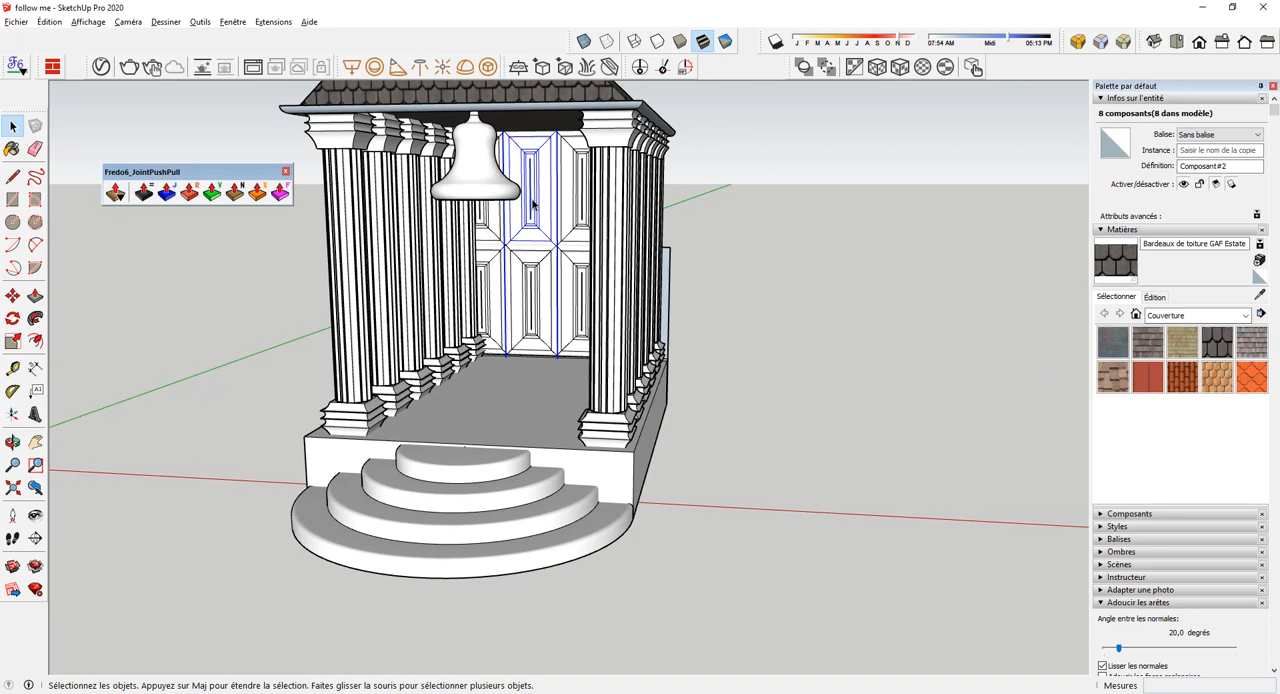 follow me - SketchUp Pro 2020
Fichier Édition Affichage Caméra Dessiner Outils Fenêtre Extensions Aide
J F M A M J J A S O N D 07:54 AM Midi 05:13 PM
Palette par défaut
Infos sur l'entité
8 composants(8 dans modèle)
Balise: Sans balise
Instance : Saisir le nom de la copie
Définition: Composant#2
Activer/désactiver :
Attributs avancés :
Matières
Bardeaux de toiture GAF Estate
Sélectionner Édition
Couverture
Fredo6_JointPushPull
= J R V N X F
Composants
Styles
Balises
Ombres
Scènes
Instructeur
Adapter une photo
Adoucir les arêtes
Angle entre les normales:
20,0 degrés
Lisser les normales
Sélectionnez les objets. Appuyez sur Maj pour étendre la sélection. Faites glisser la souris pour sélectionner plusieurs objets.
Mesures